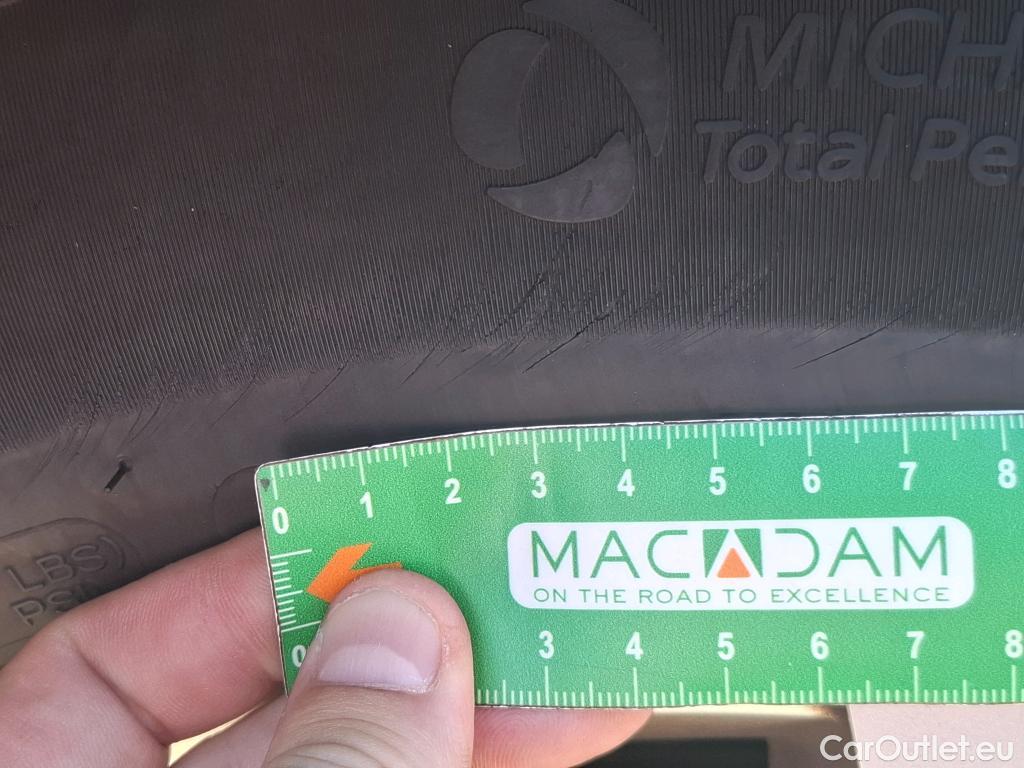 MICH
Total Pe
LBS)
PS
0 1 2 3 4 5 6 7 8
MACADAM
ON THE ROAD TO EXCELLENCE
0 3 4 5 6 7 8
CarOutlet.eu